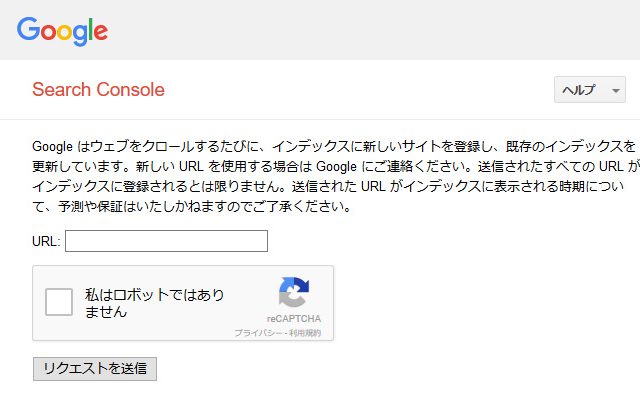 Google
Search Console
ヘルプ
Google はウェブをクロールするたびに、インデックスに新しいサイトを登録し、既存のインデックスを
更新しています。新しい URL を使用する場合は Google にご連絡ください。送信されたすべての URL が
インデックスに登録されるとは限りません。送信された URL がインデックスに表示される時期につい
て、予測や保証はいたしかねますのでご了承ください。
URL:
私はロボットではあり
ません
reCAPTCHA
プライバシー - 利用規約
リクエストを送信